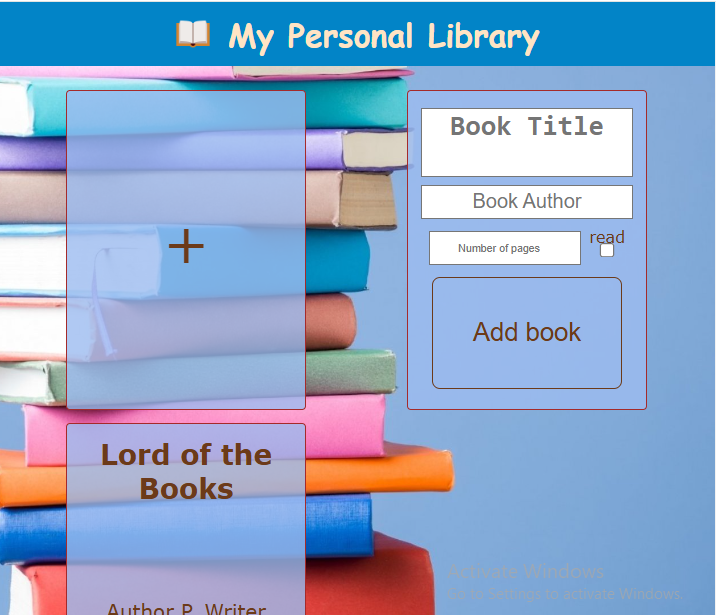 My Personal Library
+
Book Title
Book Author
Number of pages
read
Add book
Lord of the
Books
Author P. Writer
Activate Windows
Go to Settings to activate Windows.